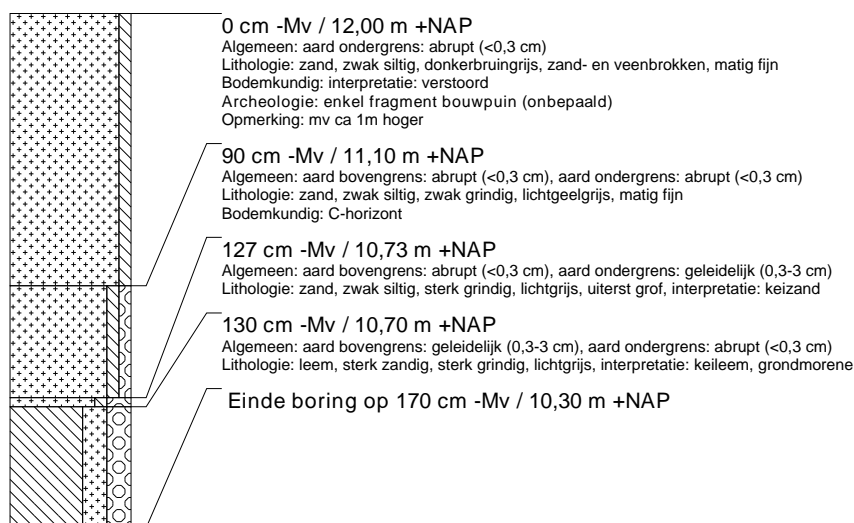 0 cm -Mv / 12,00 m +NAP
Algemeen: aard ondergrens: abrupt (<0,3 cm)
Lithologie: zand, zwak siltig, donkerbruingrijs, zand- en veenbrokken, matig fijn
Bodemkundig: interpretatie: verstoord
Archeologie: enkel fragment bouwpuin (onbepaald)
Opmerking: mv ca 1m hoger
90 cm -Mv / 11,10 m +NAP
Algemeen: aard bovengrens: abrupt (<0,3 cm), aard ondergrens: abrupt (<0,3 cm)
Lithologie: zand, zwak siltig, zwak grindig, lichtgeelgrijs, matig fijn
Bodemkundig: C-horizont
127 cm -Mv / 10,73 m +NAP
Algemeen: aard bovengrens: abrupt (<0,3 cm), aard ondergrens: geleidelijk (0,3-3 cm)
Lithologie: zand, zwak siltig, sterk grindig, lichtgrijs, uiterst grof, interpretatie: keizand
130 cm -Mv / 10,70 m +NAP
Algemeen: aard bovengrens: geleidelijk (0,3-3 cm), aard ondergrens: abrupt (<0,3 cm)
Lithologie: leem, sterk zandig, sterk grindig, lichtgrijs, interpretatie: keileem, grondmorene
Einde boring op 170 cm -Mv / 10,30 m +NAP